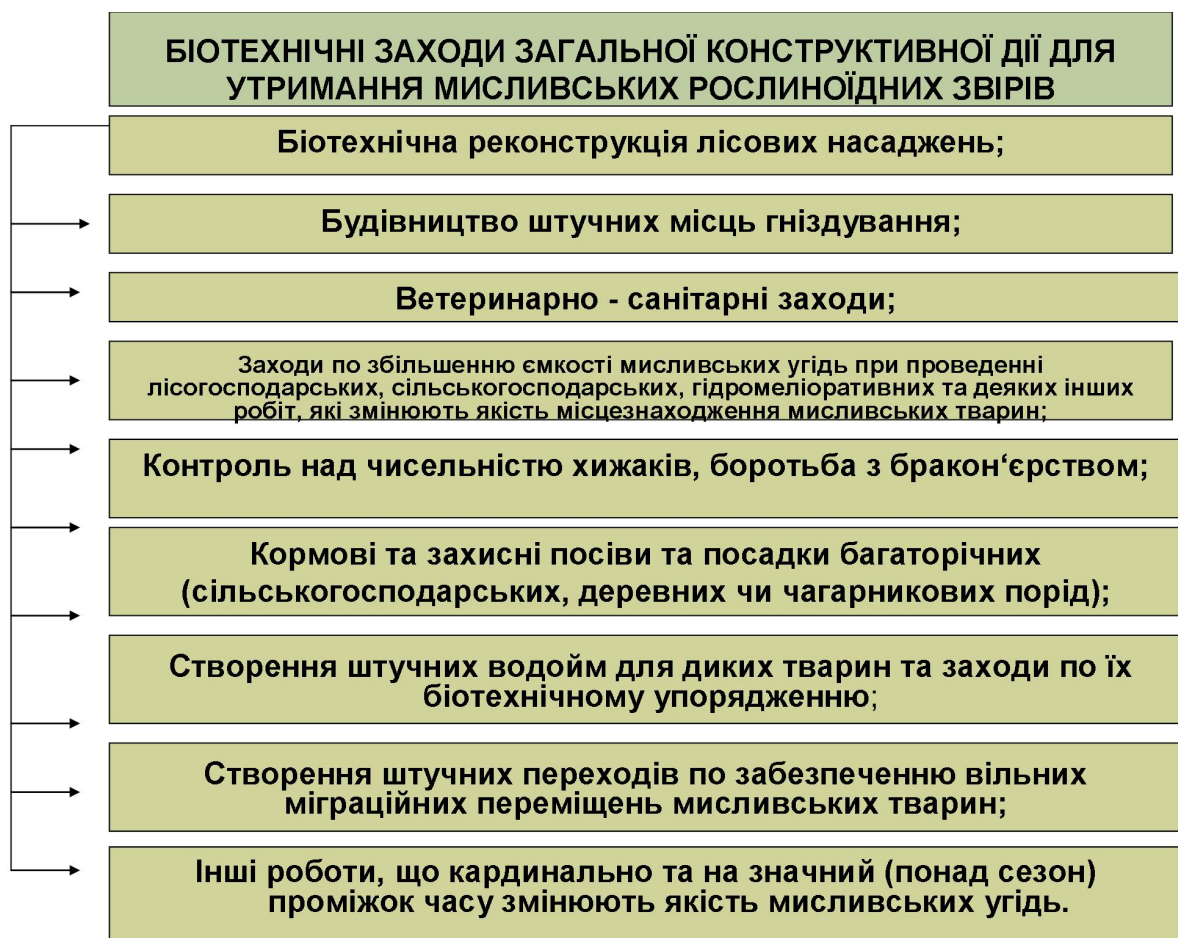 БІОТЕХНІЧНІ ЗАХОДИ ЗАГАЛЬНОЇ КОНСТРУКТИВНОЇ ДІЇ ДЛЯ
УТРИМАННЯ МИСЛИВСЬКИХ РОСЛИНОЇДНИХ ЗВІРІВ
Біотехнічна реконструкція лісових насаджень;
Будівництво штучних місць гніздування;
Ветеринарно - санітарні заходи;
Заходи по збільшенню ємкості мисливських угідь при проведенні
лісогосподарських, сільськогосподарських, гідромеліоративних та деяких інших
робіт, які змінюють якість місцезнаходження мисливських тварин;
Контроль над чисельністю хижаків, боротьба з бракон‘єрством;
Кормові та захисні посіви та посадки багаторічних
(сільськогосподарських, деревних чи чагарникових порід);
Створення штучних водойм для диких тварин та заходи по їх
біотехнічному упорядженню;
Створення штучних переходів по забезпеченню вільних
міграційних переміщень мисливських тварин;
Інші роботи, що кардинально та на значний (понад сезон)
проміжок часу змінюють якість мисливських угідь.